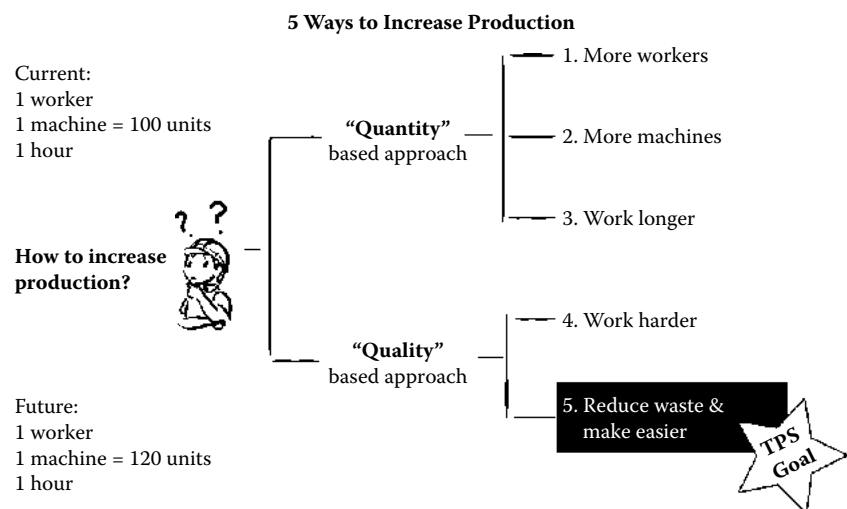 5 Ways to Increase Production
Current:
1 worker
1 machine = 100 units
1 hour
How to increase
production?
? ?
“Quantity”
based approach
1. More workers
2. More machines
3. Work longer
“Quality”
based approach
4. Work harder
5. Reduce waste &
make easier
TPS
Goal
Future:
1 worker
1 machine = 120 units
1 hour